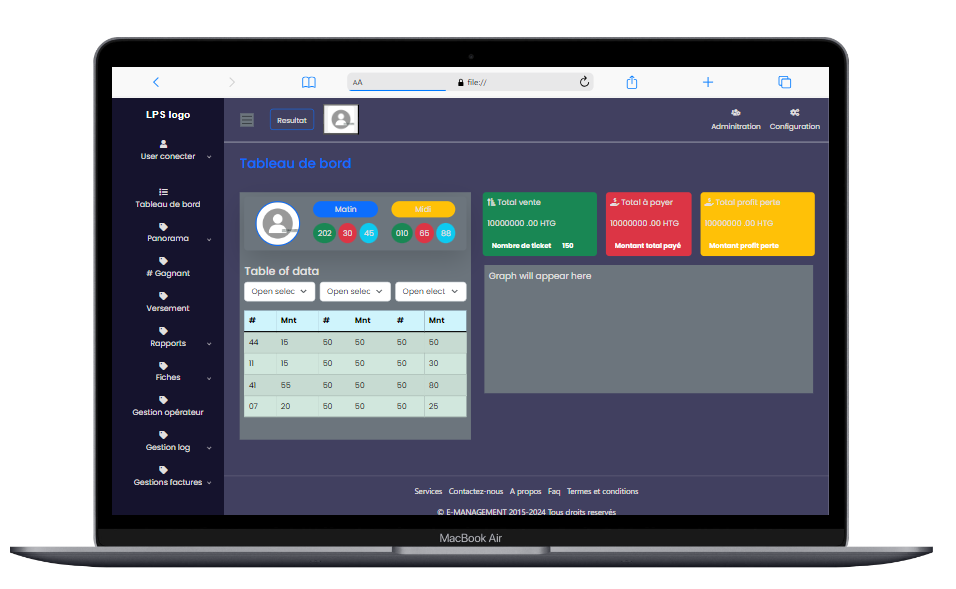 AA
file://
LPS logo
User conecter
Tableau de bord
Panorama
# Gagnant
Versement
Rapports
Fiches
Gestion opérateur
Gestion log
Gestions factures
Resultat
Adminitration
Configuration
Tableau de bord
Matin
Midi
202 30 45
010 65 88
Table of data
Open selec
Open selec
Open elect
# Mnt # Mnt # Mnt
44 15 50 50 50 50
11 15 50 50 50 30
41 55 50 50 50 80
07 20 50 50 50 25
Total vente
10000000 .00 HTG
Nombre de ticket 150
Total à payer
10000000 .00 HTG
Montant total payé
Total profit perte
10000000 .00 HTG
Montant profit perte
Graph will appear here
Services Contactez-nous A propos Faq Termes et conditions
© E-MANAGEMENT 2015-2024 Tous droits reservés
MacBook Air